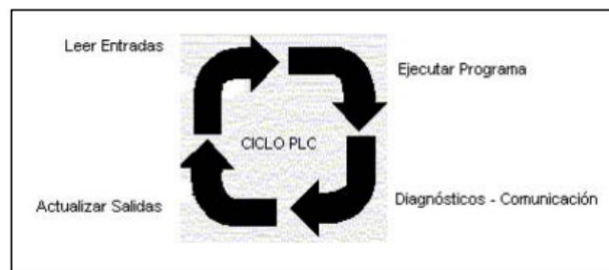 Leer Entradas
Ejecutar Programa
CICLO PLC
Actualizar Salidas
Diagnósticos - Comunicación